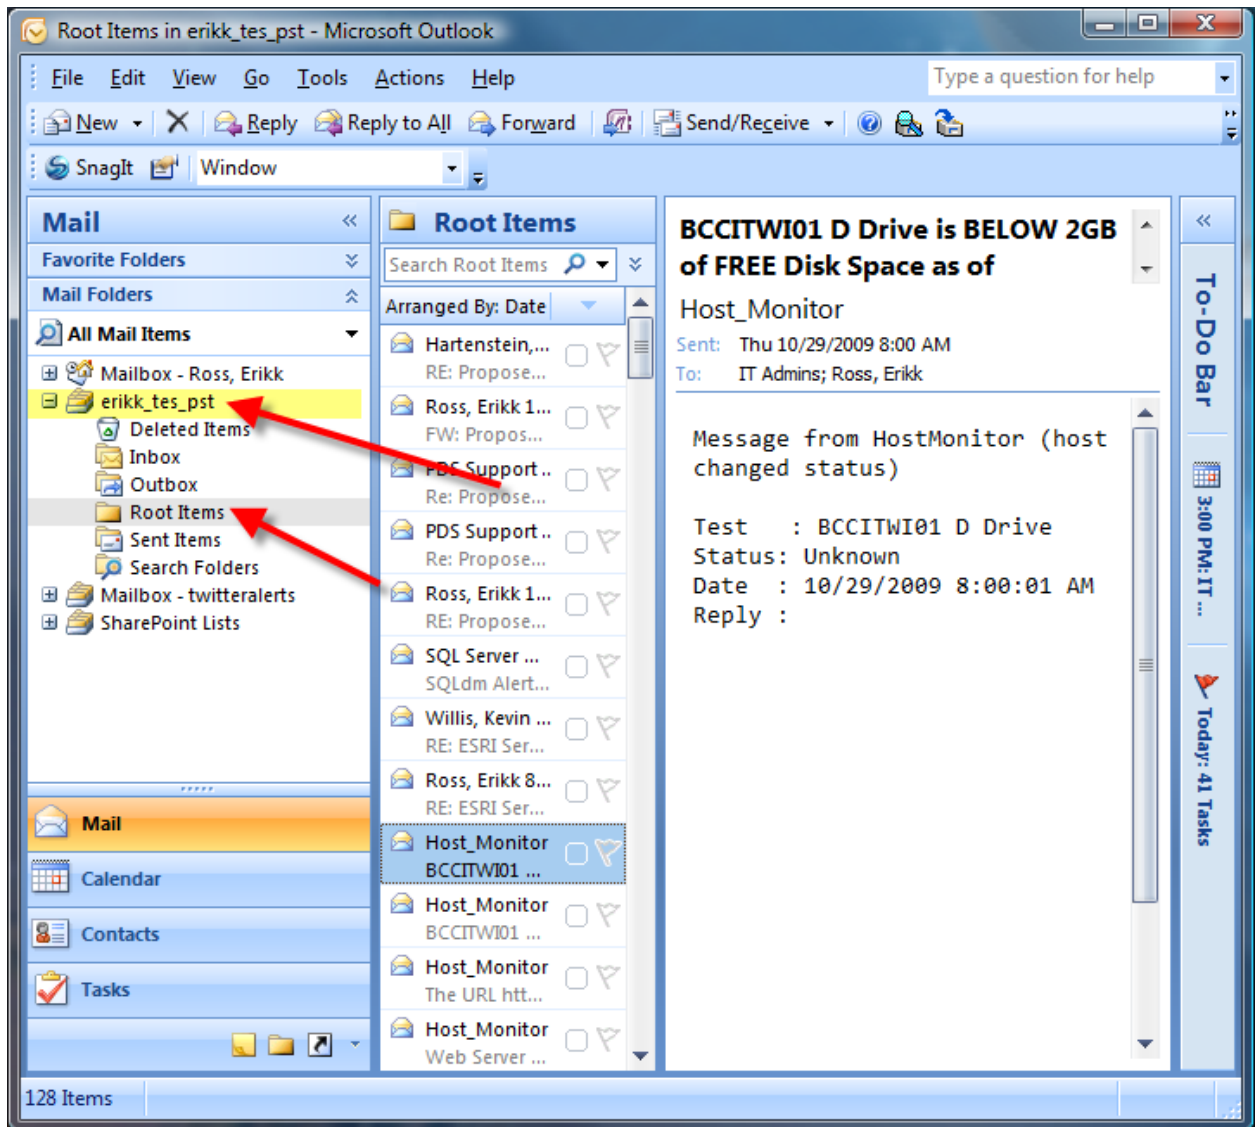 Root Items in erikk_tes_pst - Microsoft Outlook
File Edit View Go Tools Actions Help
Type a question for help
New Reply Reply to All Forward Send/Receive
SnagIt Window
Mail
Favorite Folders
Mail Folders
All Mail Items
Mailbox - Ross, Erikk
erikk_tes_pst
Deleted Items
Inbox
Outbox
Root Items
Sent Items
Search Folders
Mailbox - twitteralerts
SharePoint Lists
Mail
Calendar
Contacts
Tasks
Root Items
Search Root Items
Arranged By: Date
Hartenstein,...
RE: Propose...
Ross, Erikk 1...
FW: Propos...
PDS Support ..
Re: Propose...
PDS Support ..
Re: Propose...
Ross, Erikk 1...
RE: Propose...
SQL Server ...
SQLdm Alert...
Willis, Kevin ...
RE: ESRI Ser...
Ross, Erikk 8...
RE: ESRI Ser...
Host_Monitor
BCCITWI01 ...
Host_Monitor
BCCITWI01 ...
Host_Monitor
The URL htt...
Host_Monitor
Web Server ...
BCCITWI01 D Drive is BELOW 2GB
of FREE Disk Space as of
Host_Monitor
Sent: Thu 10/29/2009 8:00 AM
To: IT Admins; Ross, Erikk
Message from HostMonitor (host
changed status)
Test : BCCITWI01 D Drive
Status: Unknown
Date : 10/29/2009 8:00:01 AM
Reply :
To-Do Bar
3:00 PM: IT ...
Today: 41 Tasks
128 Items